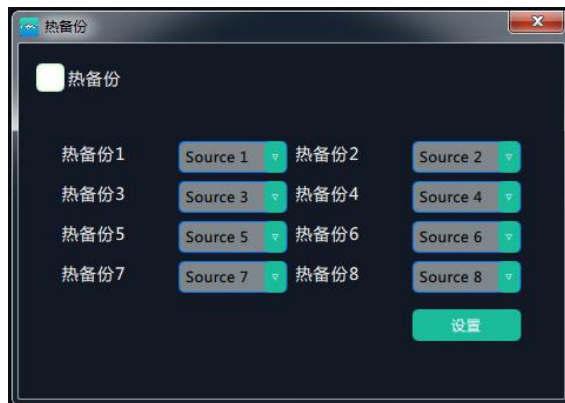 热备份
热备份
热备份1 Source 1 热备份2 Source 2
热备份3 Source 3 热备份4 Source 4
热备份5 Source 5 热备份6 Source 6
热备份7 Source 7 热备份8 Source 8
设置